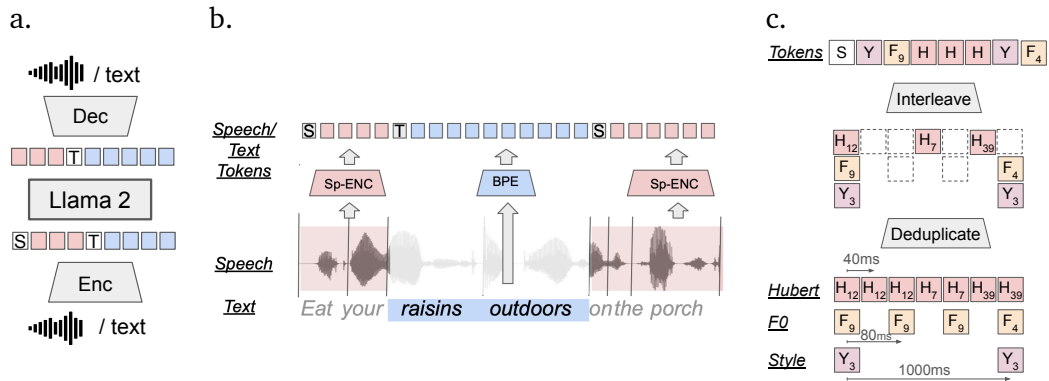 a.
/ text
Dec
T
Llama 2
S T
Enc
/ text
b.
Speech/
Text
Tokens
S T S
Sp-ENC BPE Sp-ENC
Speech
Text Eat your raisins outdoors on the porch
c.
Tokens S Y F9 H H H Y F4
Interleave
H12 H7 H39
F9 F4
Y3 Y3
Deduplicate
40ms
Hubert H12 H12 H12 H7 H7 H39 H39
F0 F9 F9 F9 F4
80ms
Style Y3 Y3
1000ms